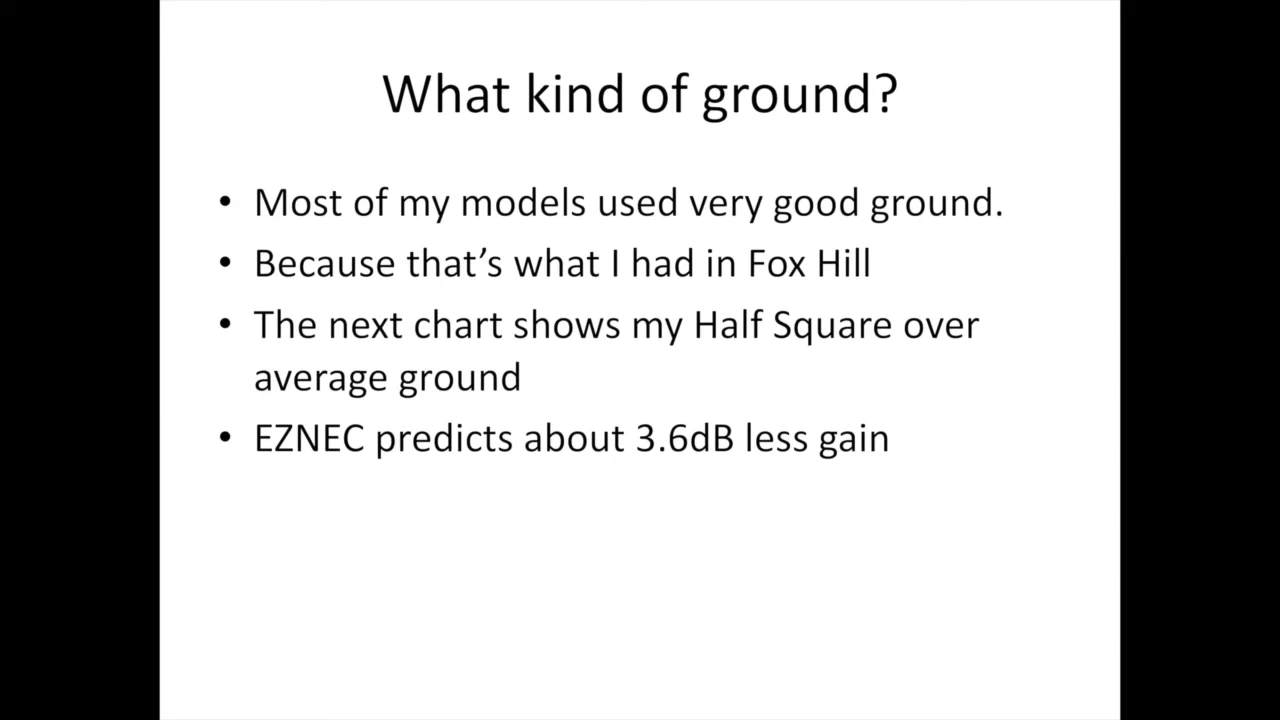 What kind of ground?
• Most of my models used very good ground.
• Because that’s what I had in Fox Hill
• The next chart shows my Half Square over
average ground
• EZNEC predicts about 3.6dB less gain